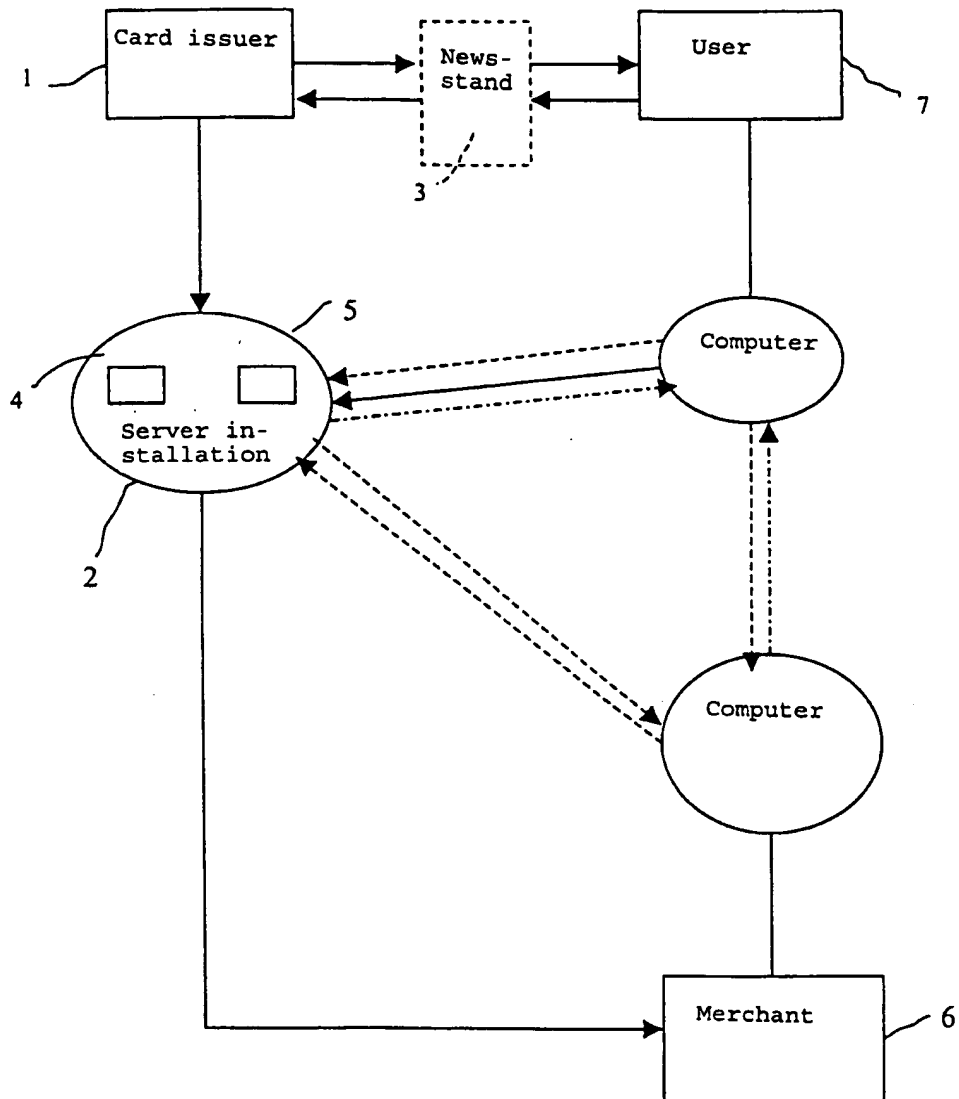 Card issuer
News-
stand
User
1
7
3
5
Computer
4
Server in-
stallation
2
Computer
Merchant
6